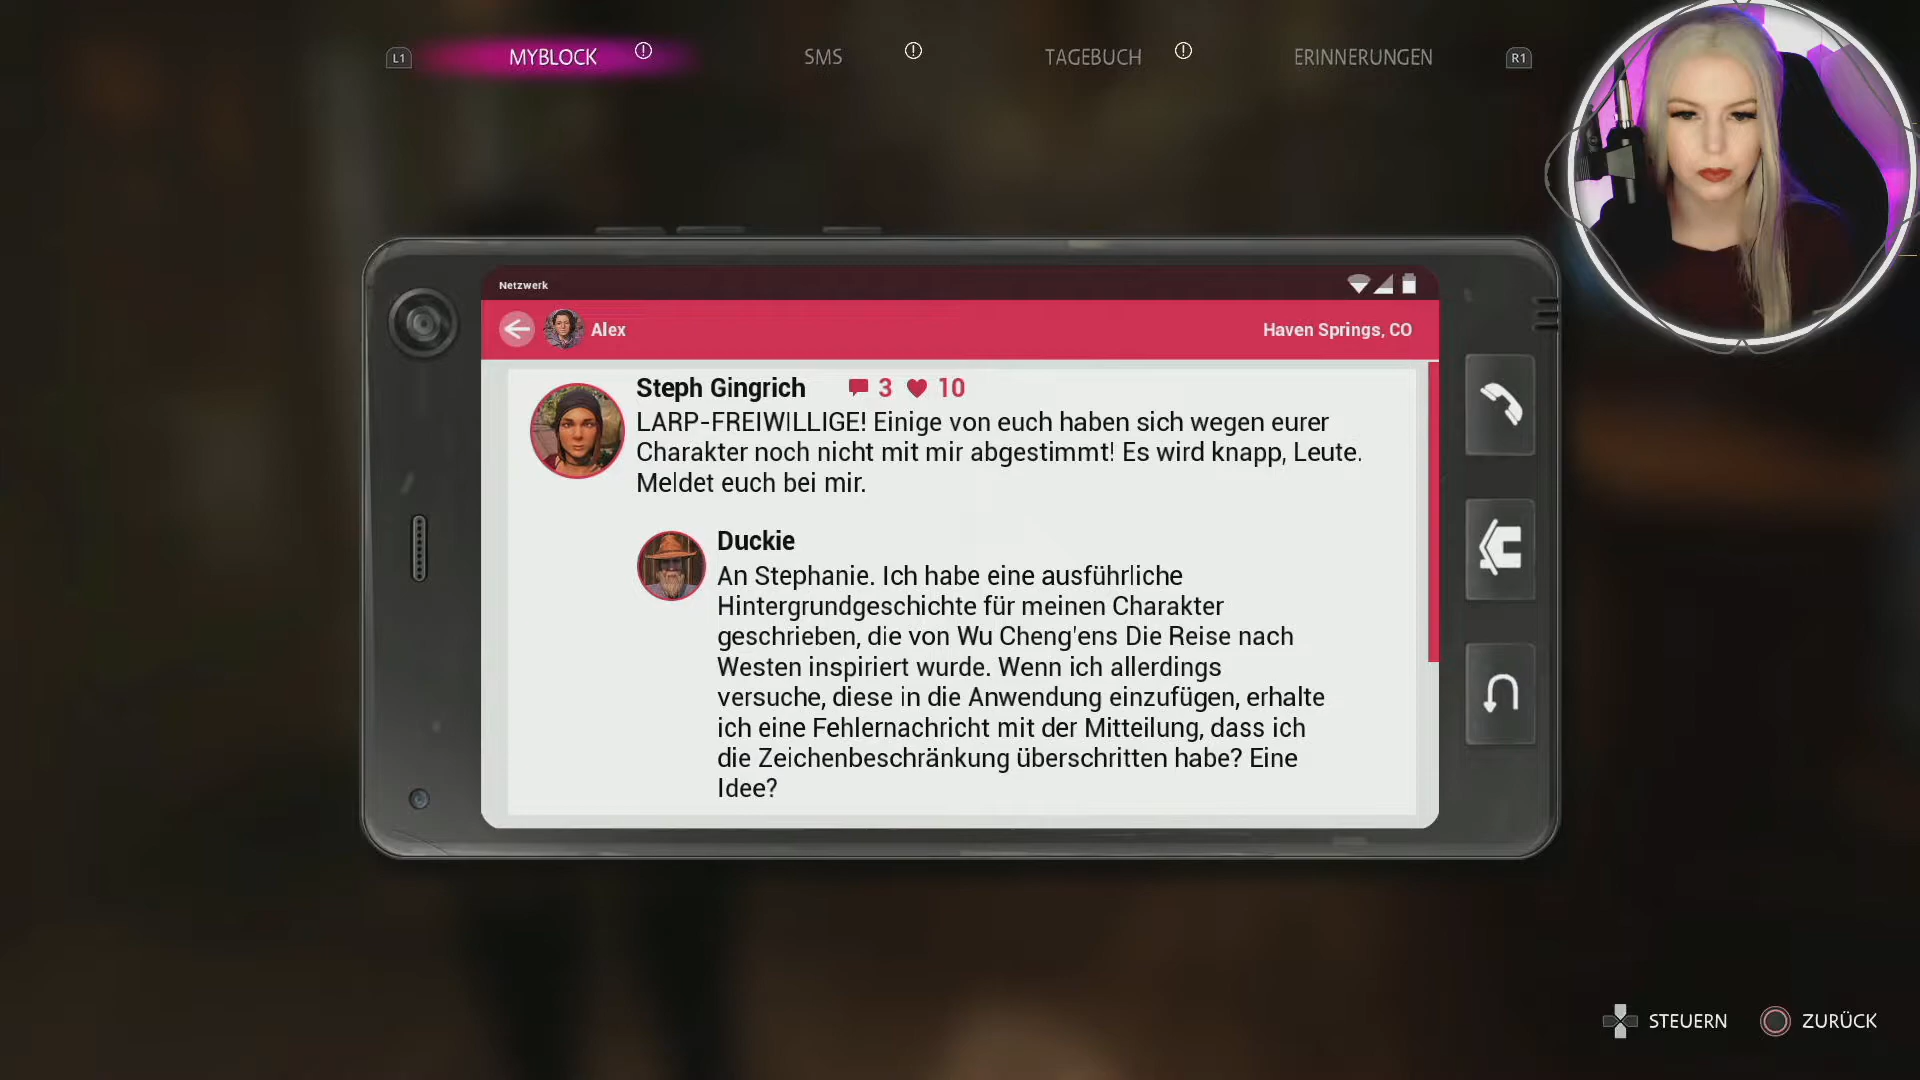 L1 MYBLOCK SMS TAGEBUCH ERINNERUNGEN R1
Netzwerk
Alex Haven Springs, CO
Steph Gingrich 3 10
LARP-FREIWILLIGE! Einige von euch haben sich wegen eurer
Charakter noch nicht mit mir abgestimmt! Es wird knapp, Leute.
Meldet euch bei mir.
Duckie
An Stephanie. Ich habe eine ausführliche
Hintergrundgeschichte für meinen Charakter
geschrieben, die von Wu Cheng'ens Die Reise nach
Westen inspiriert wurde. Wenn ich allerdings
versuche, diese in die Anwendung einzufügen, erhalte
ich eine Fehlernachricht mit der Mitteilung, dass ich
die Zeichenbeschränkung überschritten habe? Eine
Idee?
STEUERN ZURÜCK